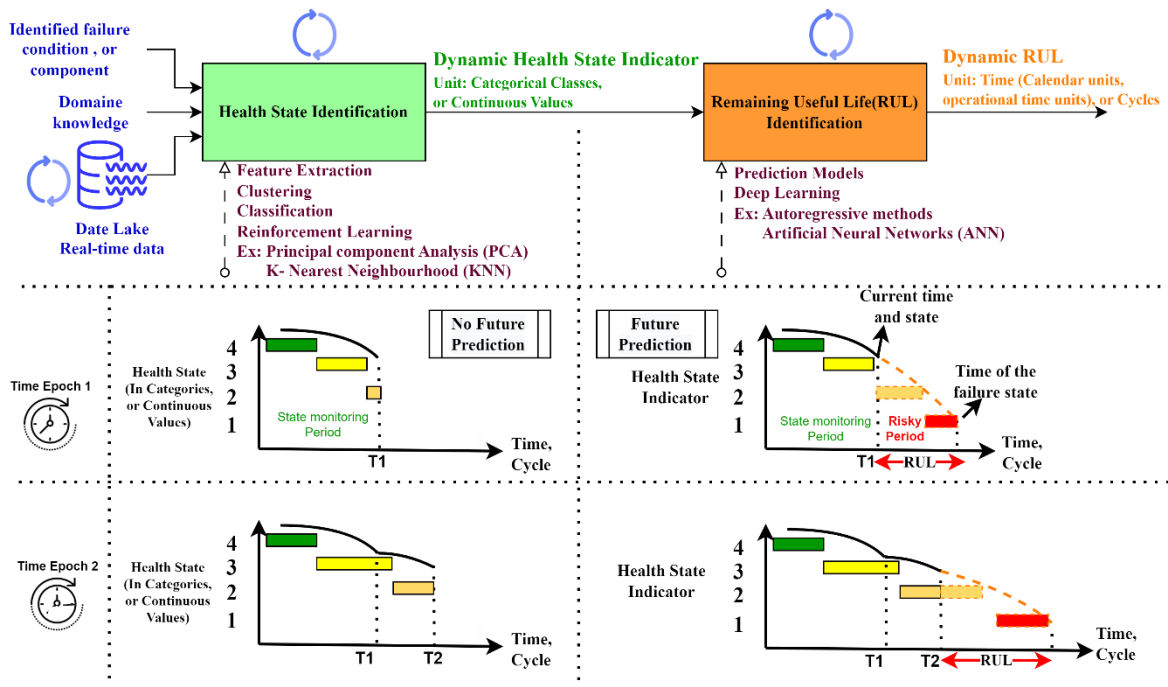 Identified failure
condition , or
component
Domaine
knowledge
Date Lake
Real-time data
Health State Identification
Dynamic Health State Indicator
Unit: Categorical Classes,
or Continuous Values
Remaining Useful Life(RUL)
Identification
Dynamic RUL
Unit: Time (Calendar units,
operational time units), or Cycles
Feature Extraction
Clustering
Classification
Reinforcement Learning
Ex: Principal component Analysis (PCA)
K- Nearest Neighbourhood (KNN)
Prediction Models
Deep Learning
Ex: Autoregressive methods
Artificial Neural Networks (ANN)
Time Epoch 1
Health State
(In Categories,
or Continuous
Values)
4
3
2
1
State monitoring
Period
T1
Time,
Cycle
No Future
Prediction
Future
Prediction
Health State
Indicator
4
3
2
1
Current time
and state
Time of the
failure state
State monitoring
Period
Risky
Period
T1
RUL
Time,
Cycle
Time Epoch 2
Health State
(In Categories,
or Continuous
Values)
4
3
2
1
T1
T2
Time,
Cycle
Health State
Indicator
4
3
2
1
T1
T2
RUL
Time,
Cycle